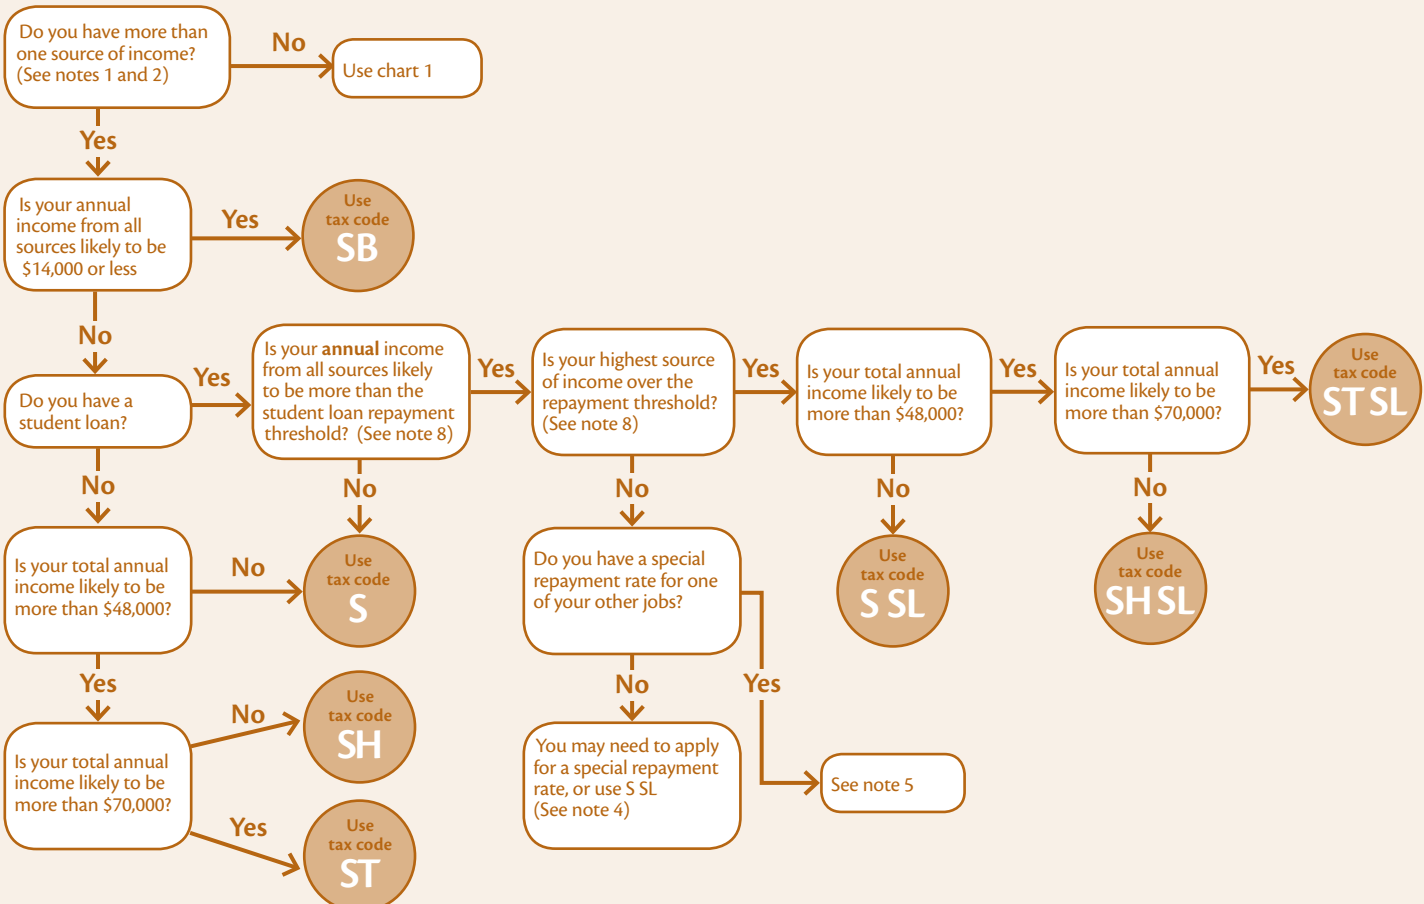 Do you have more than
one source of income?
(See notes 1 and 2)
No
Use chart 1
Yes
Is your annual
income from all
sources likely to be
$14,000 or less
Yes
Use
tax code
SB
No
Do you have a
student loan?
Yes
Is your annual income
from all sources likely
to be more than the
student loan repayment
threshold? (See note 8)
Yes
Is your highest source
of income over the
repayment threshold?
(See note 8)
Yes
Is your total annual
income likely to be
more than $48,000?
Yes
Is your total annual
income likely to be
more than $70,000?
Yes
Use
tax code
ST SL
No
No
No
No
No
Is your total annual
income likely to be
more than $48,000?
No
Use
tax code
S
Do you have a special
repayment rate for one
of your other jobs?
Use
tax code
S SL
Use
tax code
SH SL
Yes
No
Yes
Is your total annual
income likely to be
more than $70,000?
No
Use
tax code
SH
Yes
Use
tax code
ST
You may need to apply
for a special repayment
rate, or use S SL
(See note 4)
See note 5